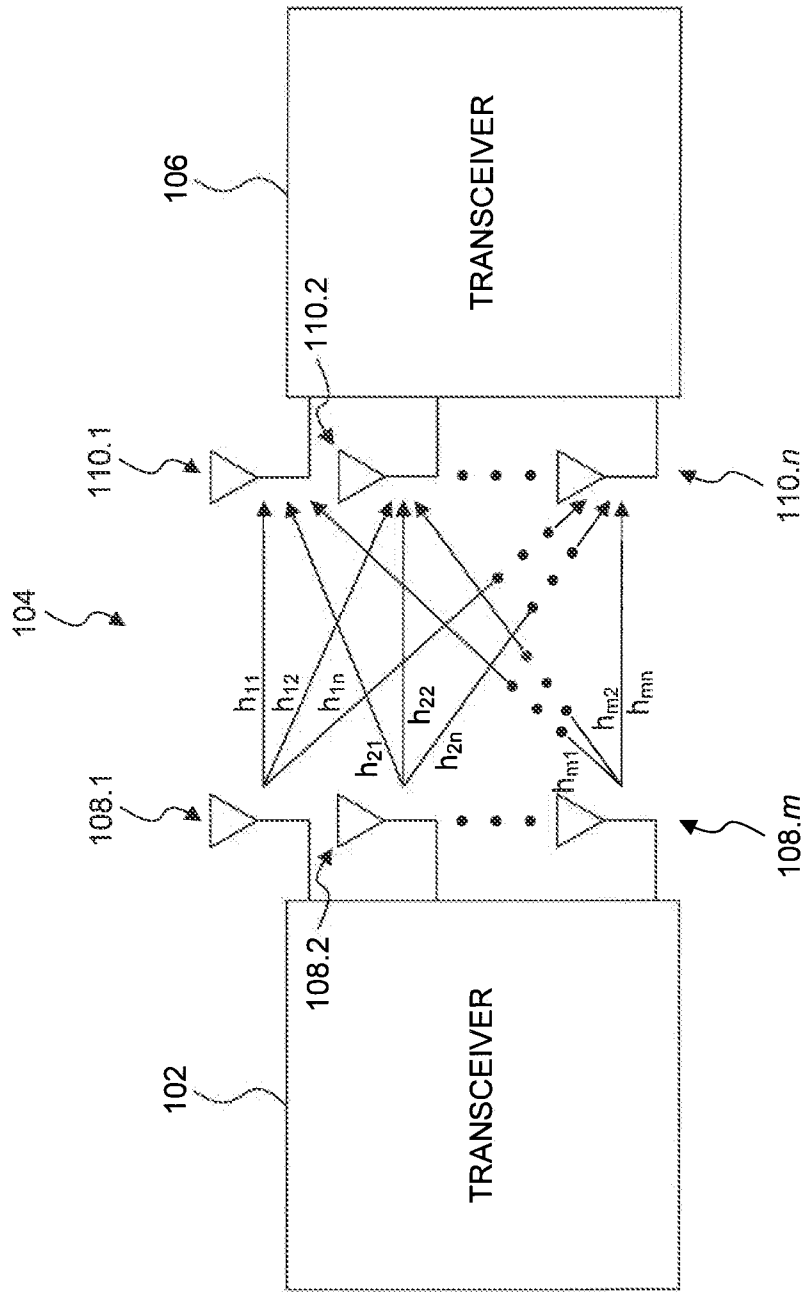 104
102
108.1
110.1
106
108.2
110.2
h11
h12
h1n
h21
h22
h2n
hm1
hm2
hmn
TRANSCEIVER
TRANSCEIVER
108.m
110.n